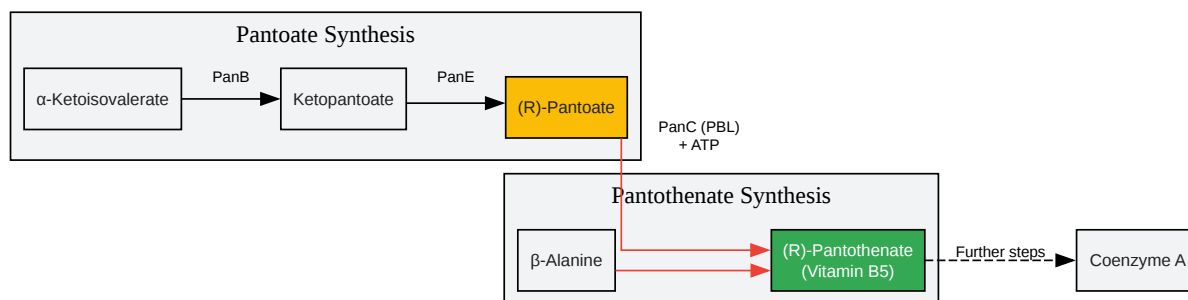 Pantoate Synthesis
PanB
PanE
α-Ketoisovalerate
Ketopantoate
(R)-Pantoate
PanC (PBL)
+ ATP
Pantothenate Synthesis
β-Alanine
(R)-Pantothenate
(Vitamin B5)
Further steps
Coenzyme A